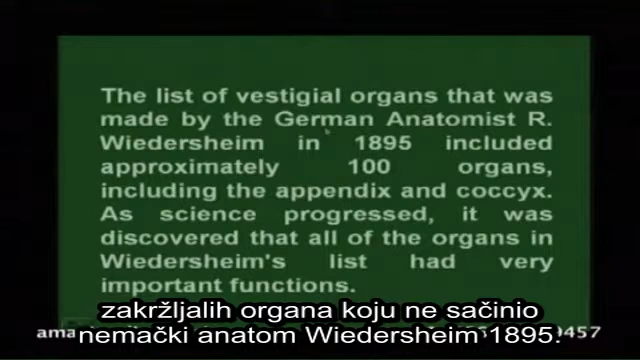 The list of vestigial organs that was
made by the German Anatomist R.
Wiedersheim in 1895 included
approximately 100 organs,
including the appendix and coccyx.
As science progressed, it was
discovered that all of the organs in
Wiedersheim's list had very
important functions.
zakržljalih organa koju ne sačinio
nemački anatom Wiedersheim 1895.